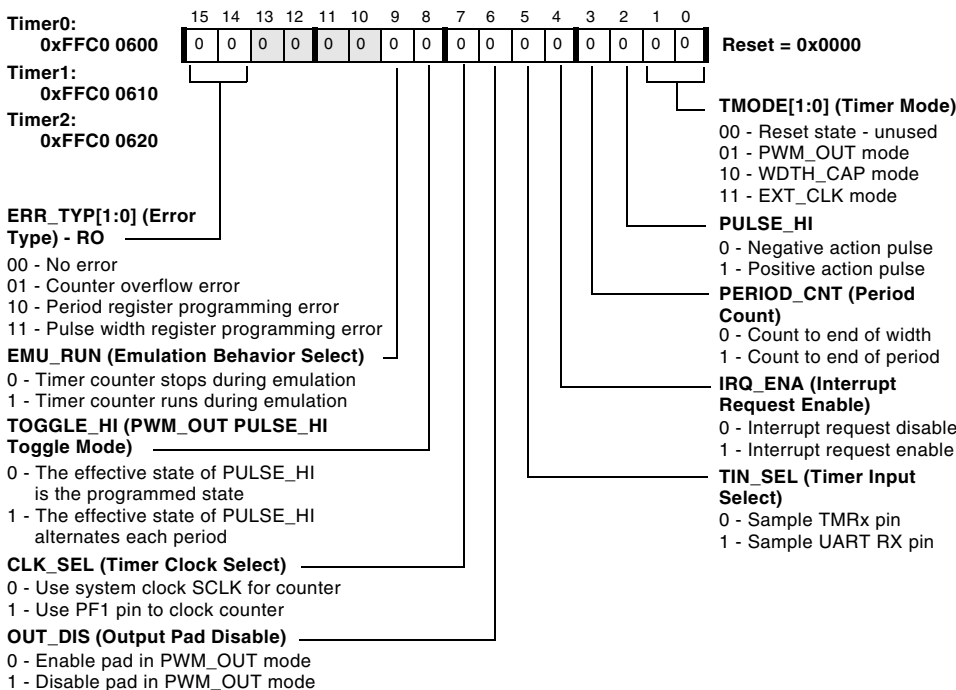 Timer0:
0xFFC0 0600
Timer1:
0xFFC0 0610
Timer2:
0xFFC0 0620
15 14 13 12 11 10 9 8 7 6 5 4 3 2 1 0
0 0 0 0 0 0 0 0 0 0 0 0 0 0 0 0
Reset = 0x0000
ERR_TYP[1:0] (Error
Type) - RO
00 - No error
01 - Counter overflow error
10 - Period register programming error
11 - Pulse width register programming error
EMU_RUN (Emulation Behavior Select)
0 - Timer counter stops during emulation
1 - Timer counter runs during emulation
TOGGLE_HI (PWM_OUT PULSE_HI
Toggle Mode)
0 - The effective state of PULSE_HI
is the programmed state
1 - The effective state of PULSE_HI
alternates each period
CLK_SEL (Timer Clock Select)
0 - Use system clock SCLK for counter
1 - Use PF1 pin to clock counter
OUT_DIS (Output Pad Disable)
0 - Enable pad in PWM_OUT mode
1 - Disable pad in PWM_OUT mode
TMODE[1:0] (Timer Mode)
00 - Reset state - unused
01 - PWM_OUT mode
10 - WDTH_CAP mode
11 - EXT_CLK mode
PULSE_HI
0 - Negative action pulse
1 - Positive action pulse
PERIOD_CNT (Period
Count)
0 - Count to end of width
1 - Count to end of period
IRQ_ENA (Interrupt
Request Enable)
0 - Interrupt request disable
1 - Interrupt request enable
TIN_SEL (Timer Input
Select)
0 - Sample TMRx pin
1 - Sample UART RX pin